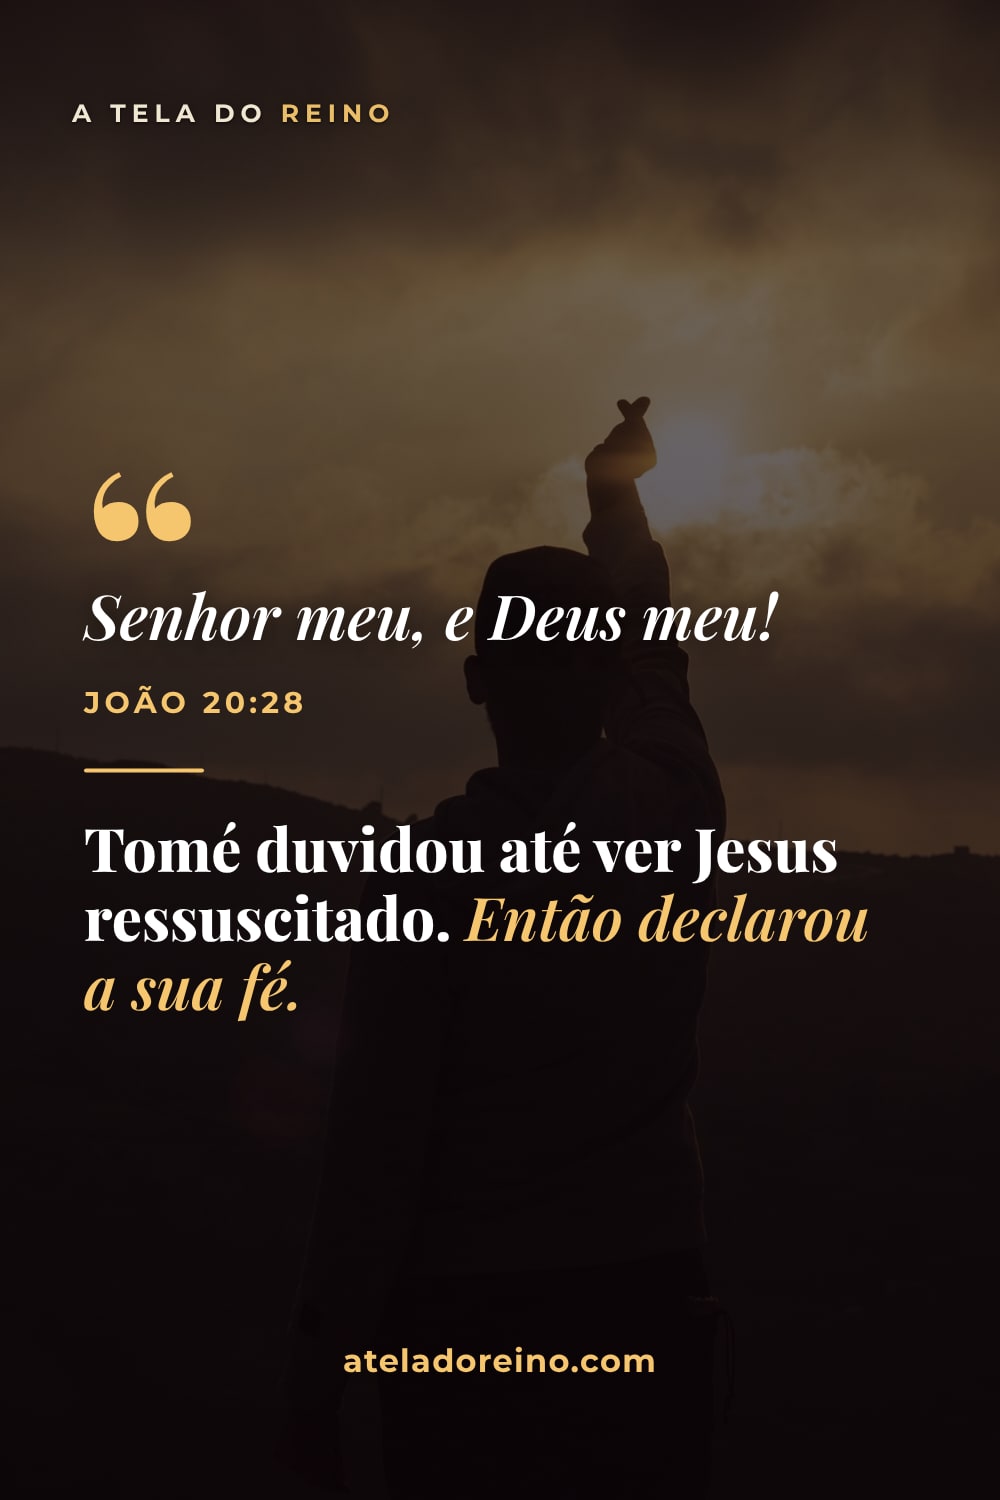 A TELA DO REINO
“
Senhor meu, e Deus meu!
JOÃO 20:28
Tomé duvidou até ver Jesus
ressuscitado. Então declarou
a sua fé.
ateladoreino.com